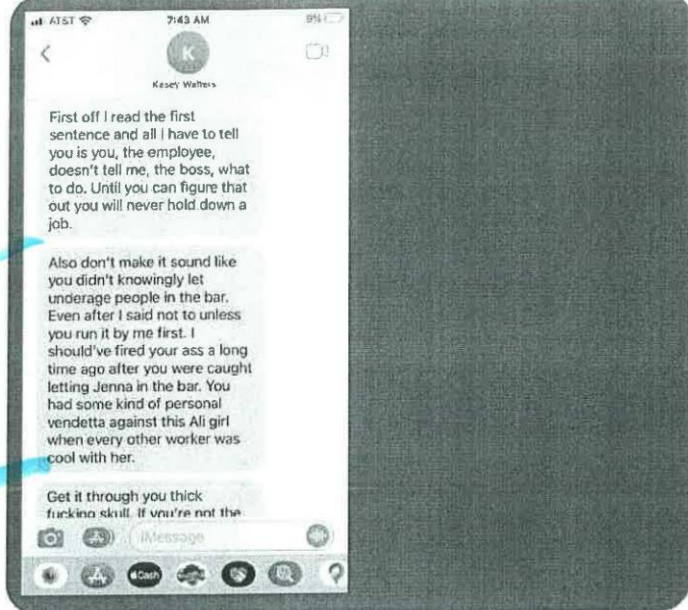 AT&T
7:43 AM
9%
K
Kasey Walters
First off I read the first
sentence and all I have to tell
you is you, the employee,
doesn't tell me, the boss, what
to do. Until you can figure that
out you will never hold down a
job.
Also don't make it sound like
you didn't knowingly let
underage people in the bar.
Even after I said not to unless
you run it by me first. I
should've fired your ass a long
time ago after you were caught
letting Jenna in the bar. You
had some kind of personal
vendetta against this Ali girl
when every other worker was
cool with her.
Get it through you thick
fucking skull. If you're not the
iMessage
Cash